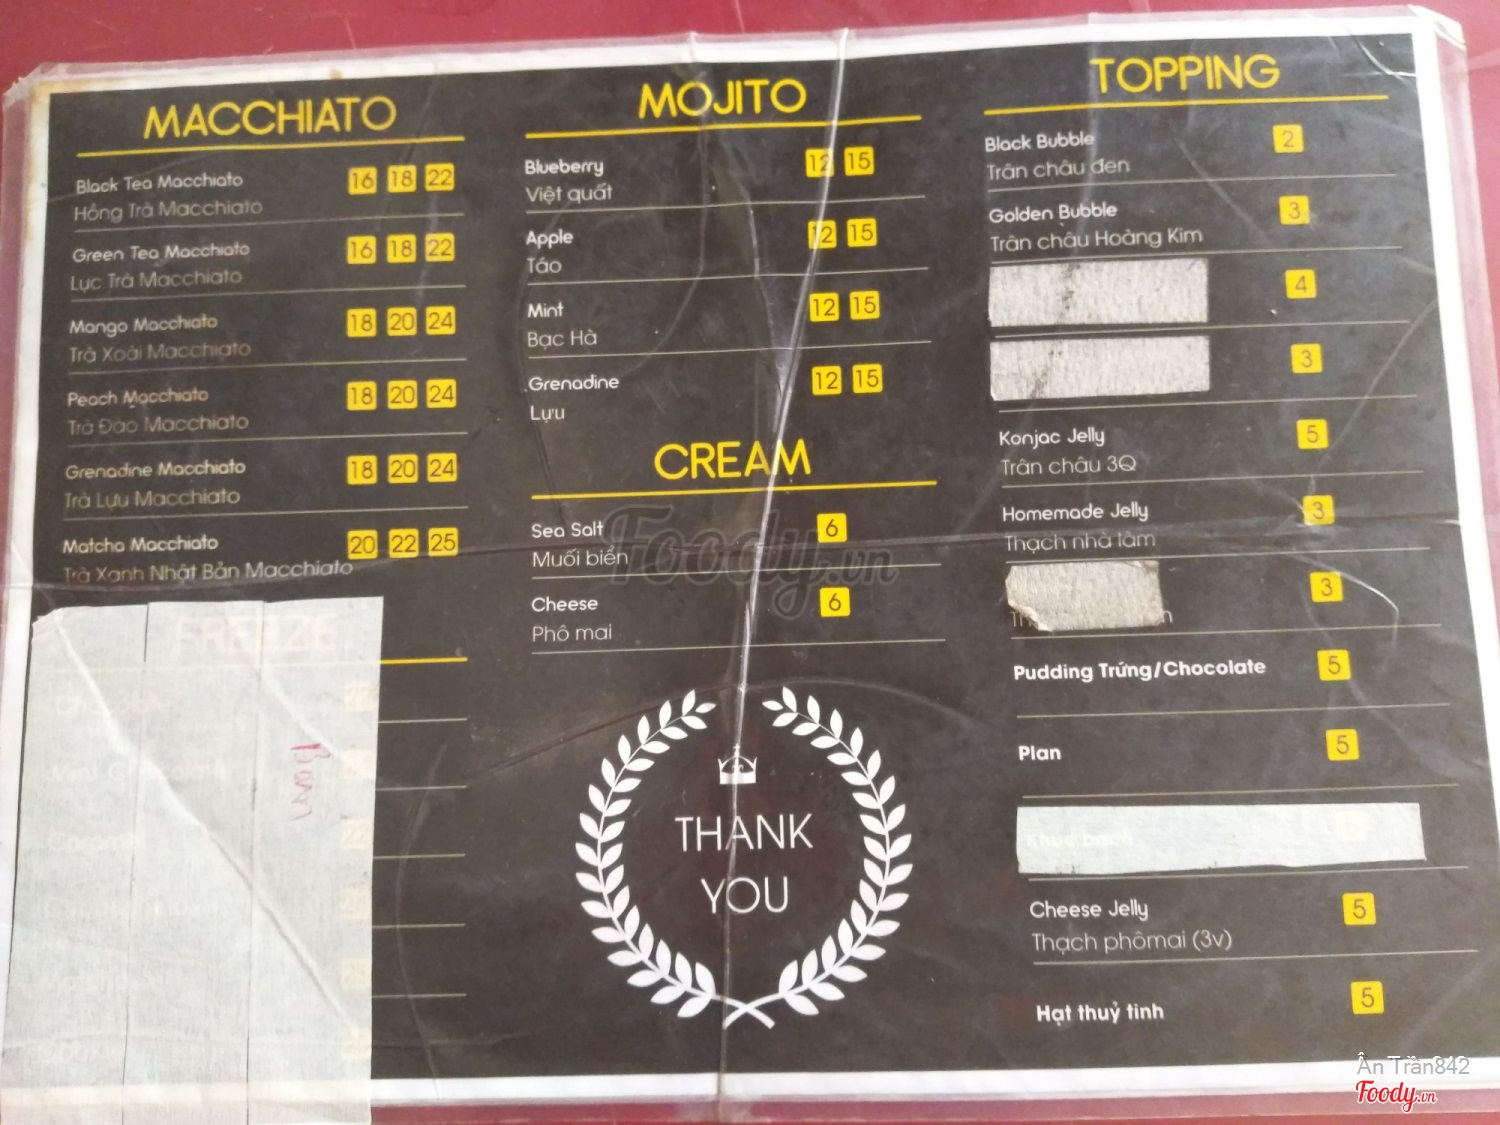 MACCHIATO
Black Tea Macchiato 16 18 22
Hồng Trà Macchiato
Green Tea Macchiato 16 18 22
Lục Trà Macchiato
Mango Macchiato 18 20 24
Trà Xoài Macchiato
Peach Macchiato 18 20 24
Trà Đào Macchiato
Grenadine Macchiato 18 20 24
Trà Lựu Macchiato
Matcha Macchiato 20 22 25
Trà Xanh Nhật Bản Macchiato
FREEZE
Mint Chocolate
Caramel
MOJITO
Blueberry 12 15
Việt quất
Apple 12 15
Táo
Mint 12 15
Bạc Hà
Grenadine 12 15
Lựu
CREAM
Sea Salt 6
Muối biển
Cheese 6
Phô mai
THANK
YOU
TOPPING
Black Bubble 2
Trân châu đen
Golden Bubble 3
Trân châu Hoàng Kim
4
3
Konjac Jelly 5
Trân châu 3Q
Homemade Jelly 3
Thạch nhà làm
3
Pudding Trứng/Chocolate 5
Plan 5
Cheese Jelly 5
Thạch phômai (3v)
Hạt thuỷ tinh 5
Foody.vn
Ân Trần842
Foody.vn